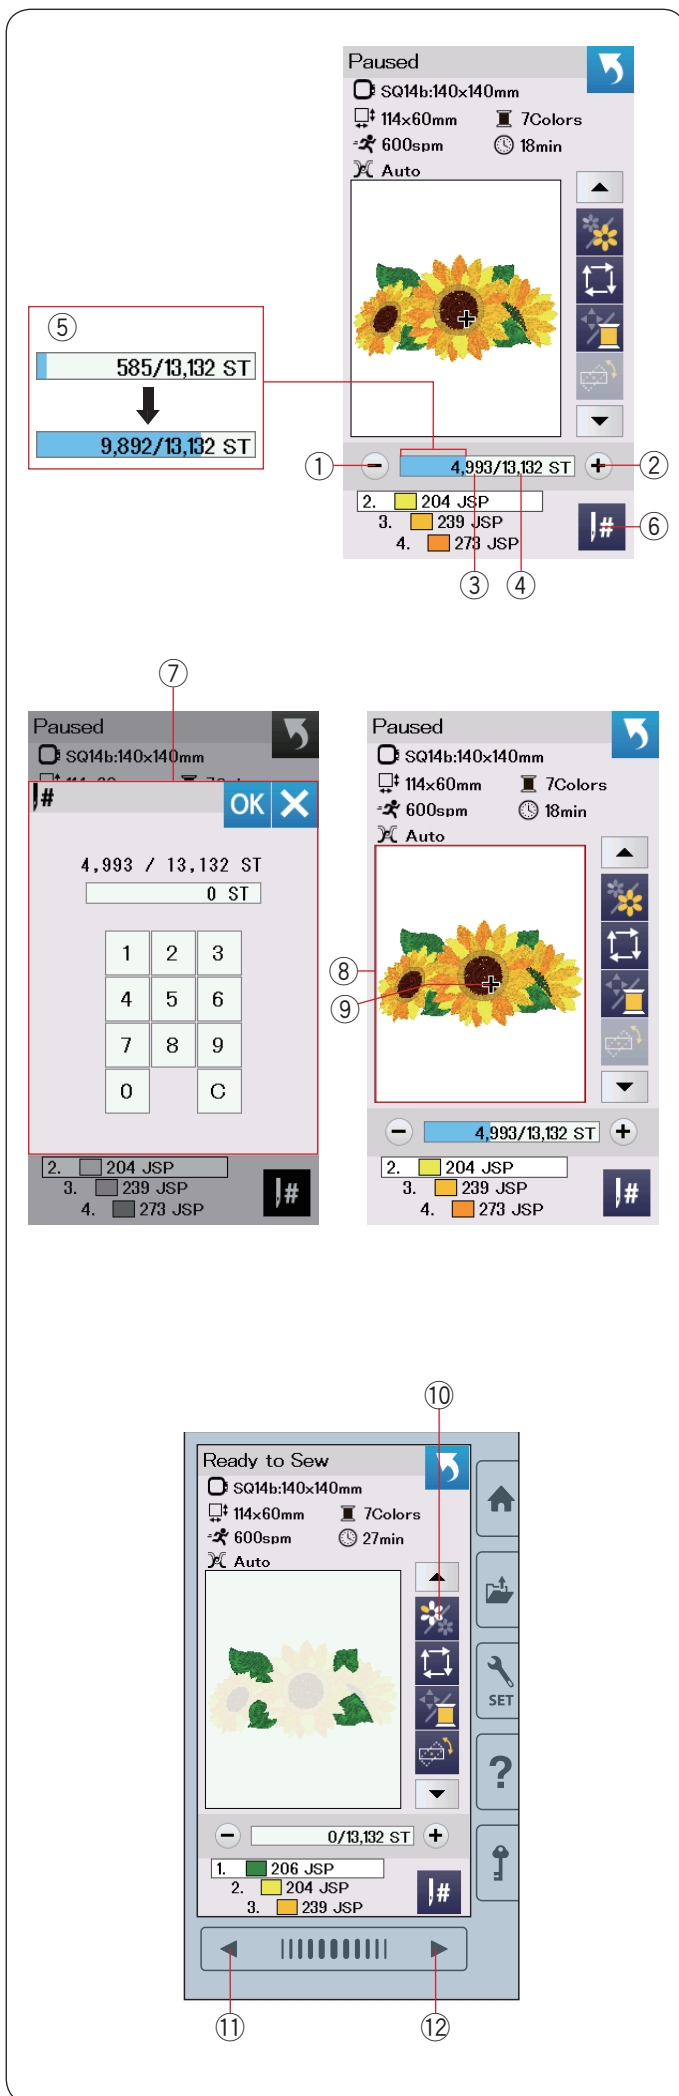 Paused
SQ14b:140x140mm
114x60mm 7Colors
600spm 18min
Auto
⑤
585/13,132 ST
9,892/13,132 ST
① − 4,993/13,132 ST + ②
2. 204 JSP
3. 239 JSP
4. 273 JSP
# ⑥
③ ④
⑦
Paused
SQ14b:140x140mm
#
OK
4,993 / 13,132 ST
0 ST
1 2 3
4 5 6
7 8 9
0 C
2. 204 JSP
3. 239 JSP
4. 273 JSP
#
Paused
SQ14b:140x140mm
114x60mm 7Colors
600spm 18min
Auto
⑧
⑨
− 4,993/13,132 ST +
2. 204 JSP
3. 239 JSP
4. 273 JSP
#
⑩
Ready to Sew
SQ14b:140x140mm
114x60mm 7Colors
600spm 27min
Auto
SET
?
− 0/13,132 ST +
1. 206 JSP
2. 204 JSP
3. 239 JSP
#
⑪ ⑫